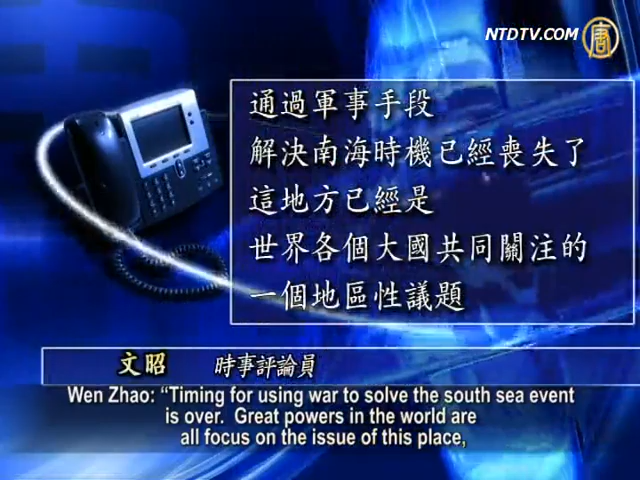 NTDTV.COM
唐
通過軍事手段
解決南海時機已經喪失了
這地方已經是
世界各個大國共同關注的
一個地區性議題
文昭 時事評論員
Wen Zhao: “Timing for using war to solve the south sea event
is over. Great powers in the world are
all focus on the issue of this place,